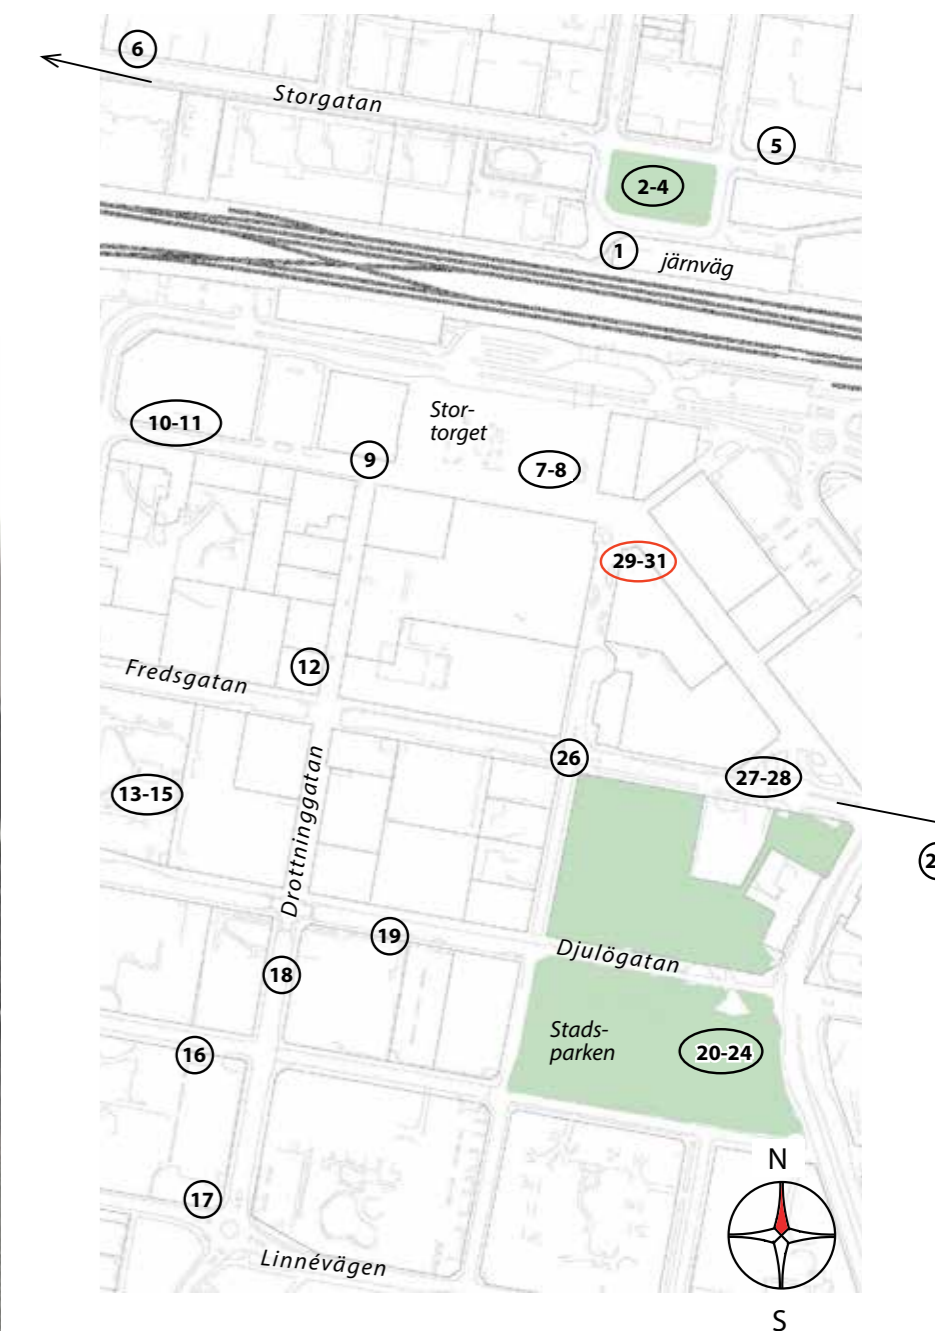 6
Storgatan
5
2-4
1
järnväg
Stor-
torget
10-11
9
7-8
29-31
12
Fredsgatan
26
27-28
13-15
Drottninggatan
19
Djulögatan
18
Stads-
parken
20-24
16
N
17
Linnévägen
S